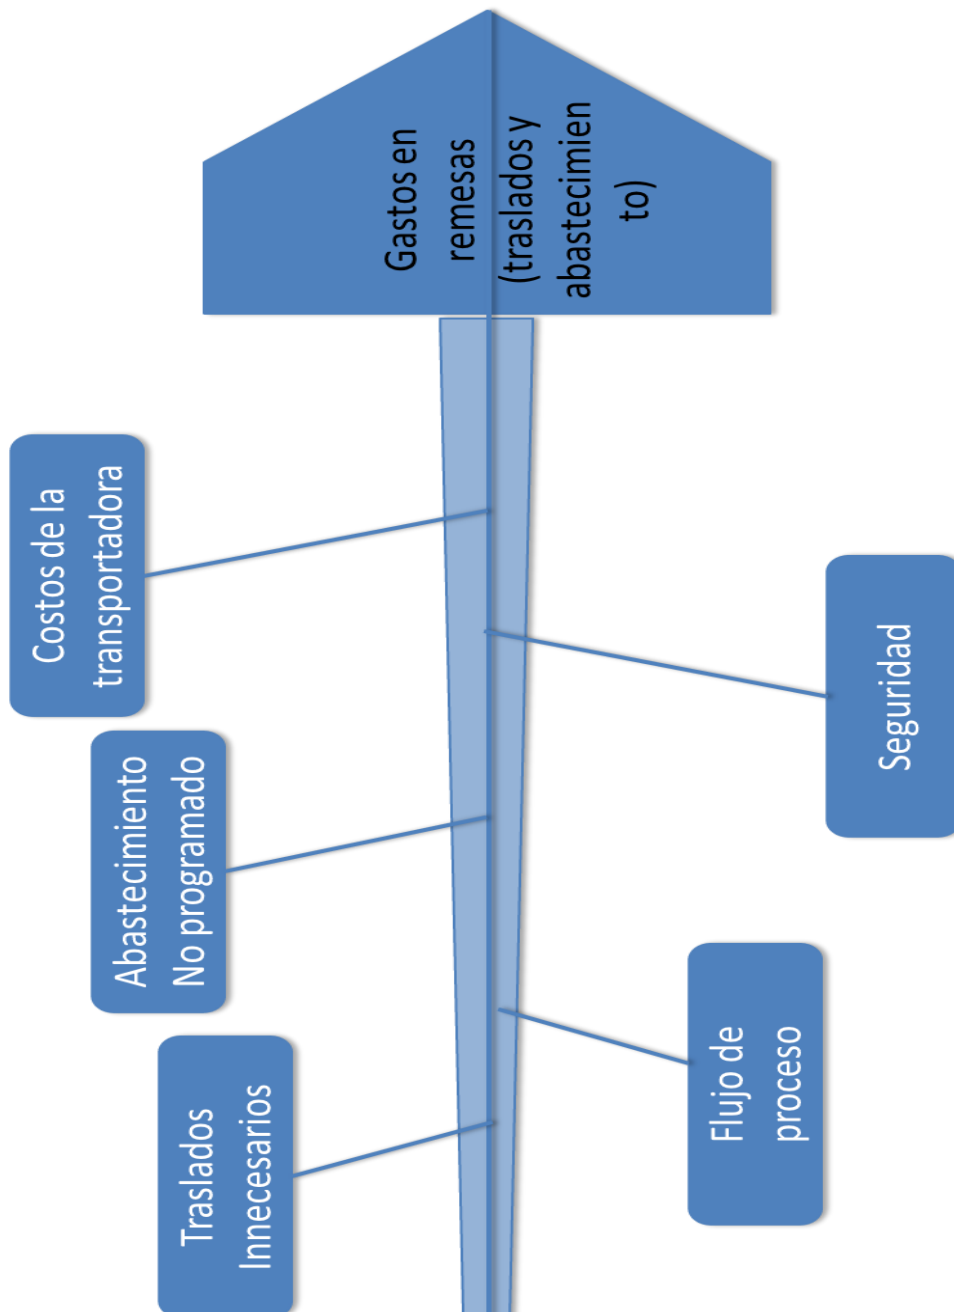 Traslados
Innecesarios
Abastecimiento
No programado
Costos de la
transportadora
Gastos en
remesas
(traslados y
abastecimien
to)
Flujo de
proceso
Seguridad